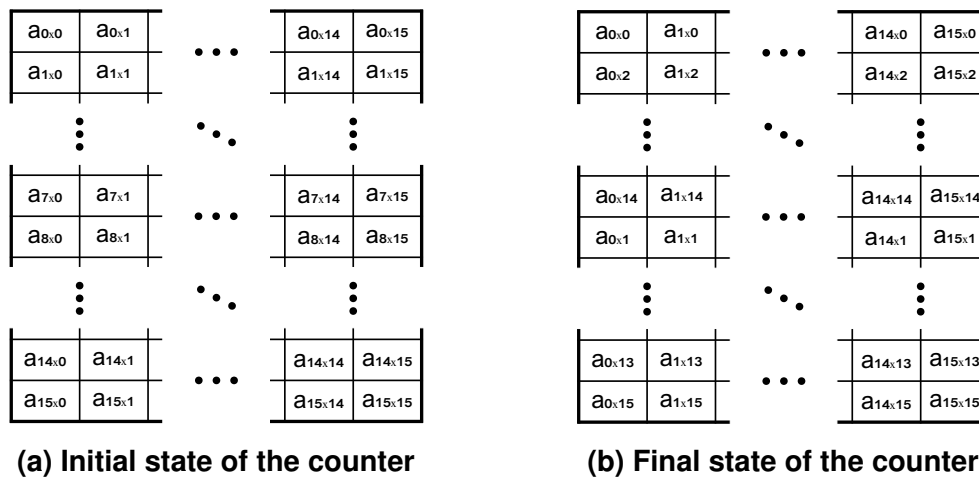 a0x0 a0x1 ••• a0x14 a0x15
a1x0 a1x1 a1x14 a1x15
a7x0 a7x1 ••• a7x14 a7x15
a8x0 a8x1 a8x14 a8x15
a14x0 a14x1 ••• a14x14 a14x15
a15x0 a15x1 a15x14 a15x15
(a) Initial state of the counter
a0x0 a1x0 ••• a14x0 a15x0
a0x2 a1x2 a14x2 a15x2
a0x14 a1x14 ••• a14x14 a15x14
a0x1 a1x1 a14x1 a15x1
a0x13 a1x13 ••• a14x13 a15x13
a0x15 a1x15 a14x15 a15x15
(b) Final state of the counter